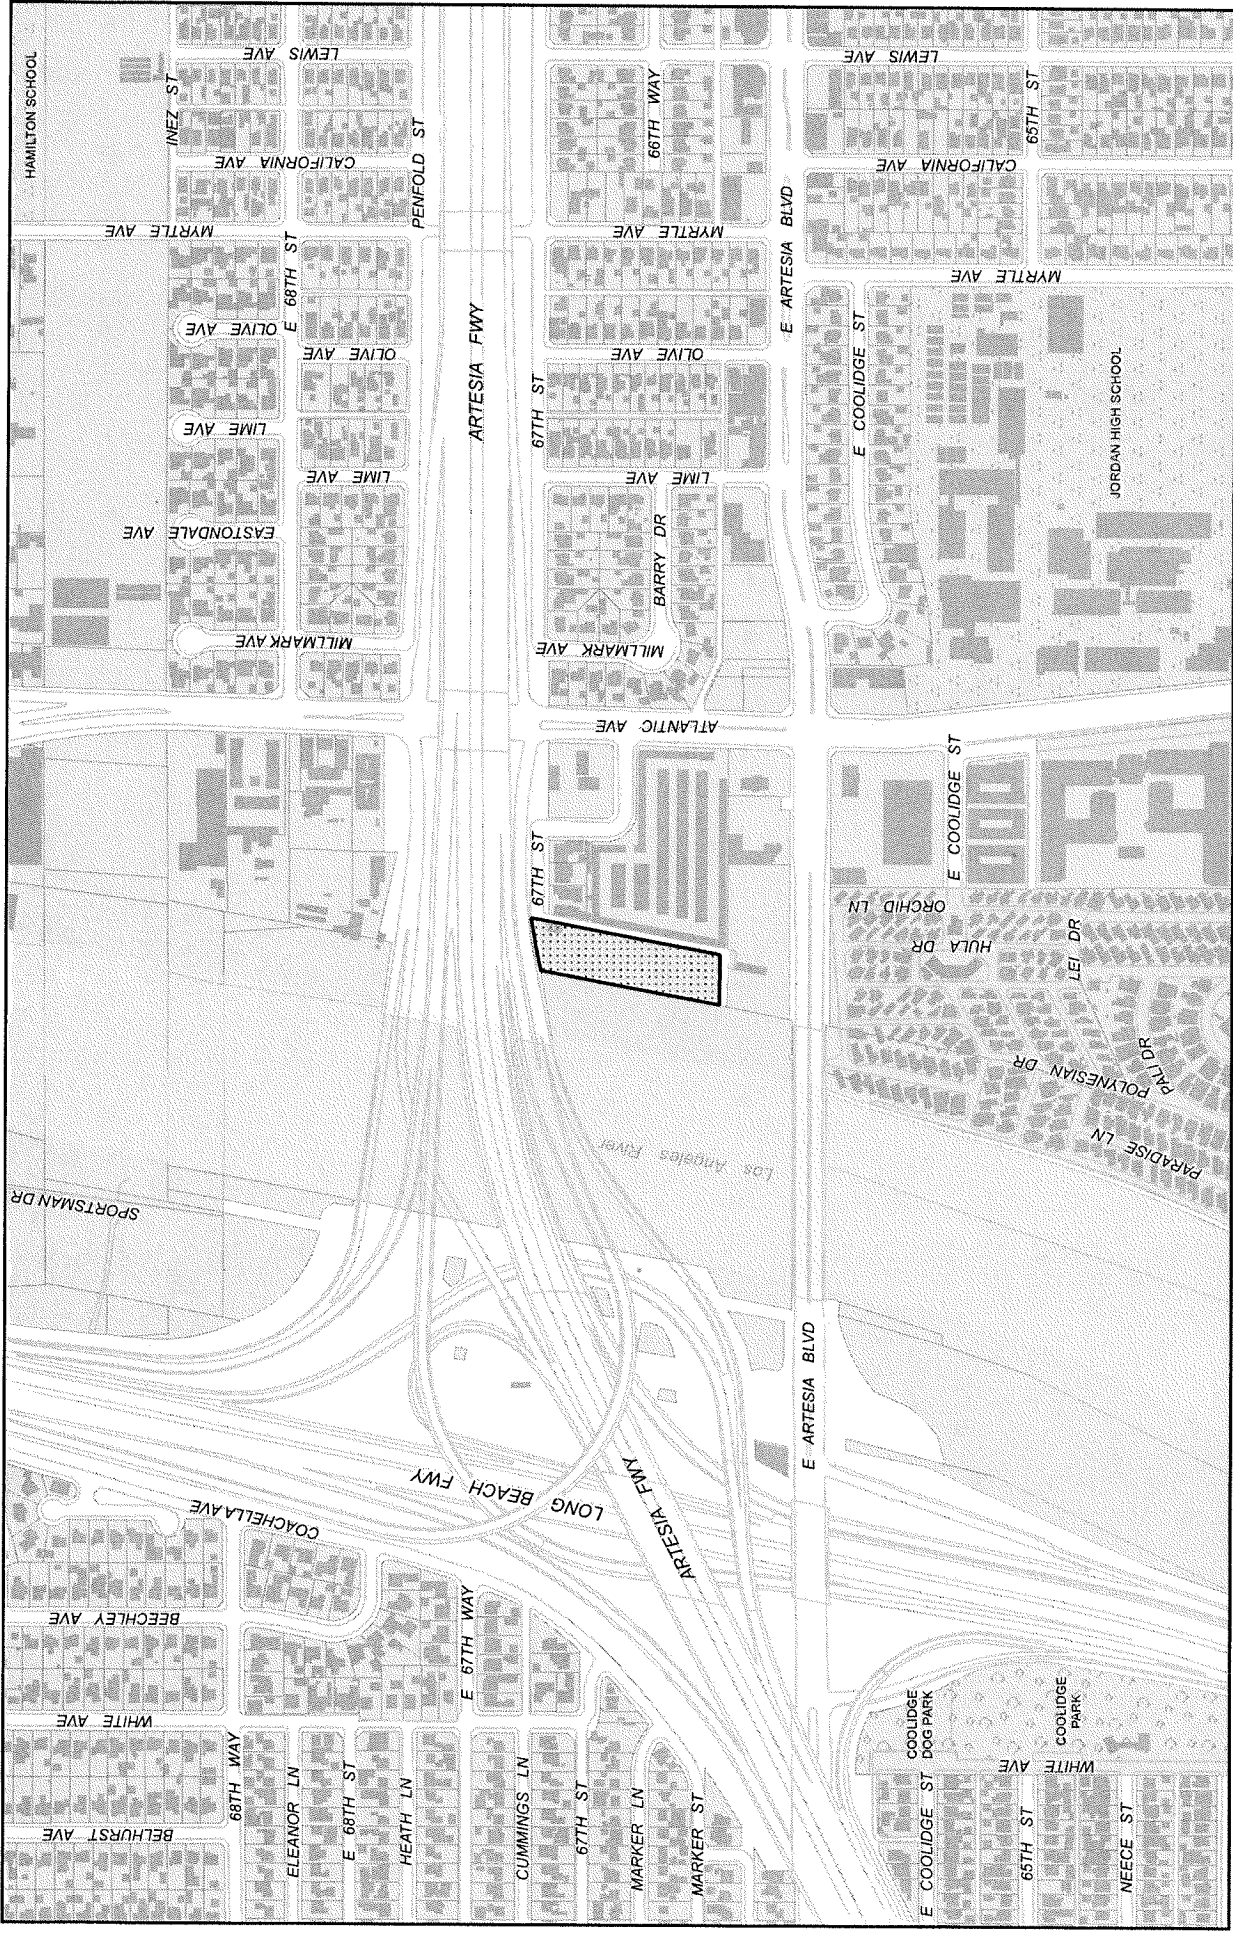 HAMILTON SCHOOL
INEZ ST
LEWIS AVE
CALIFORNIA AVE
PENFOLD ST
MYRTLE AVE
E 68TH ST
OLIVE AVE
OLIVE AVE
LIME AVE
LIME AVE
EASTONDALE AVE
MILLMARK AVE
ARTESIA FWY
66TH WAY
MYRTLE AVE
OLIVE AVE
67TH ST
LIME AVE
BARRY DR
MILLMARK AVE
ATLANTIC AVE
LEWIS AVE
65TH ST
CALIFORNIA AVE
E ARTESIA BLVD
MYRTLE AVE
E COOLIDGE ST
JORDAN HIGH SCHOOL
67TH ST
E COOLIDGE ST
ORCHID LN
HULA DR
LEI DR
PALI DR
POLYNESIAN DR
PARADISE LN
Los Angeles River
SPORTSMAN DR
E ARTESIA BLVD
LONG BEACH FWY
ARTESIA FWY
COACHELLA AVE
BEECHLEY AVE
WHITE AVE
BELHURST AVE
68TH WAY
ELEANOR LN
E 68TH ST
HEATH LN
E 67TH WAY
CUMMINGS LN
67TH ST
MARKER LN
MARKER ST
COOLIDGE
DOG PARK
COOLIDGE
PARK
WHITE AVE
E COOLIDGE ST
65TH ST
NEECE ST